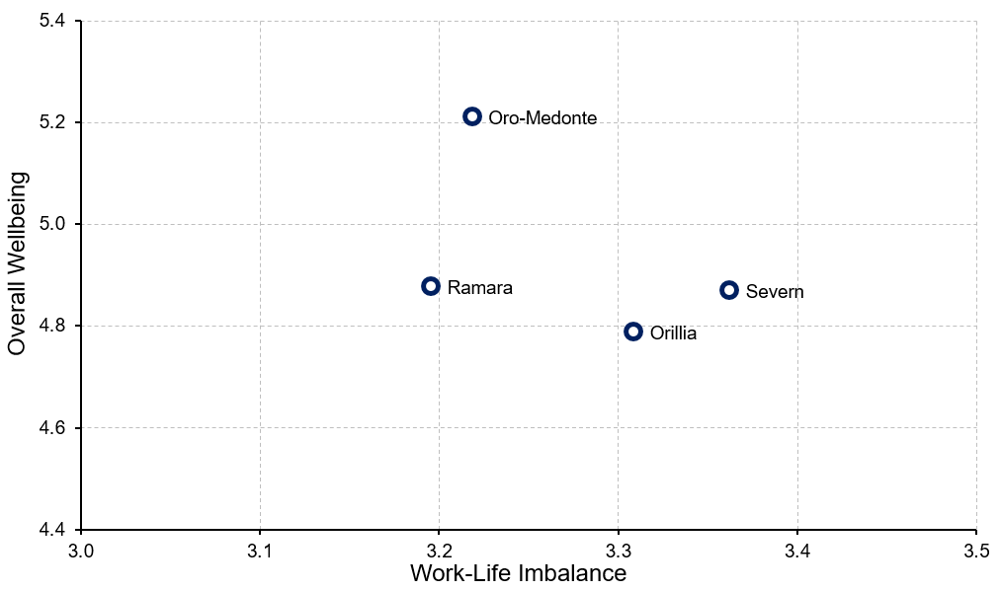 5.4
5.2
5.0
4.8
4.6
4.4
Overall Wellbeing
Oro-Medonte
Ramara
Severn
Orillia
3.0
3.1
3.2
3.3
3.4
3.5
Work-Life Imbalance